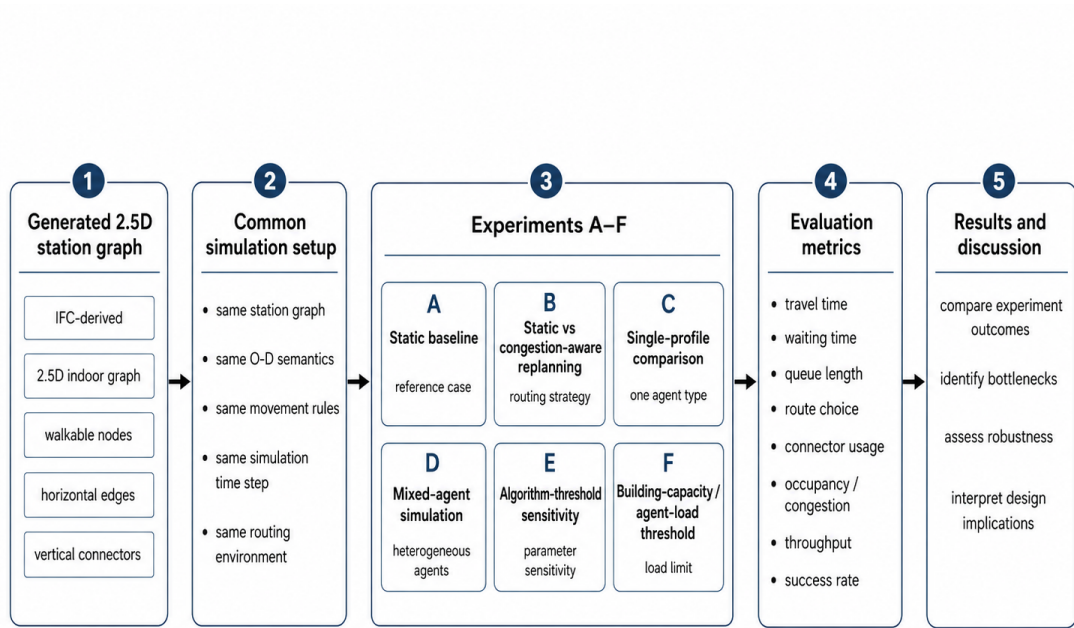 1
Generated 2.5D
station graph
IFC-derived
2.5D indoor graph
walkable nodes
horizontal edges
vertical connectors
2
Common
simulation setup
• same station graph
• same O-D semantics
• same movement rules
• same simulation
time step
• same routing
environment
3
Experiments A–F
A
Static baseline
reference case
B
Static vs
congestion-aware
replanning
routing strategy
C
Single-profile
comparison
one agent type
D
Mixed-agent
simulation
heterogeneous
agents
E
Algorithm-threshold
sensitivity
parameter
sensitivity
F
Building-capacity /
agent-load
threshold
load limit
4
Evaluation
metrics
• travel time
• waiting time
• queue length
• route choice
• connector usage
• occupancy /
congestion
• throughput
• success rate
5
Results and
discussion
compare experiment
outcomes
identify bottlenecks
assess robustness
interpret design
implications